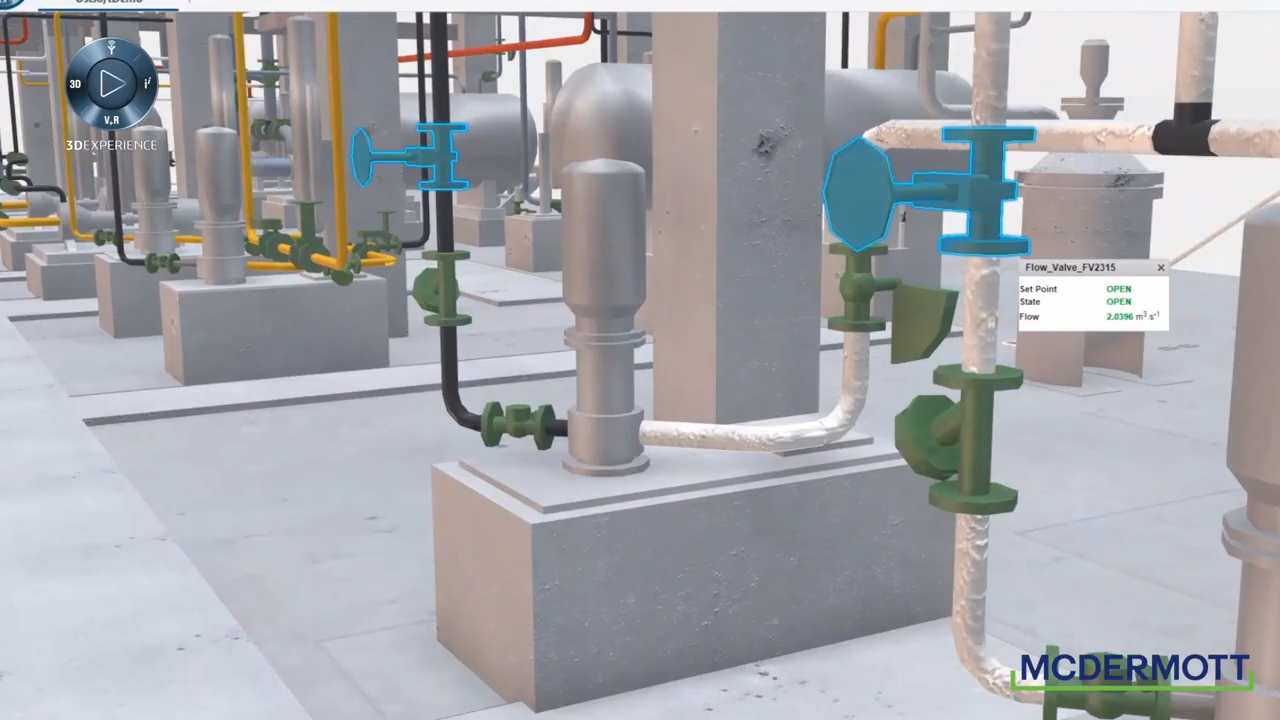 3D
V,R
3DEXPERIENCE
Flow_Valve_FV2315
Set Point OPEN
State OPEN
Flow 2.0396 m³.s⁻¹
MCDERMOTT